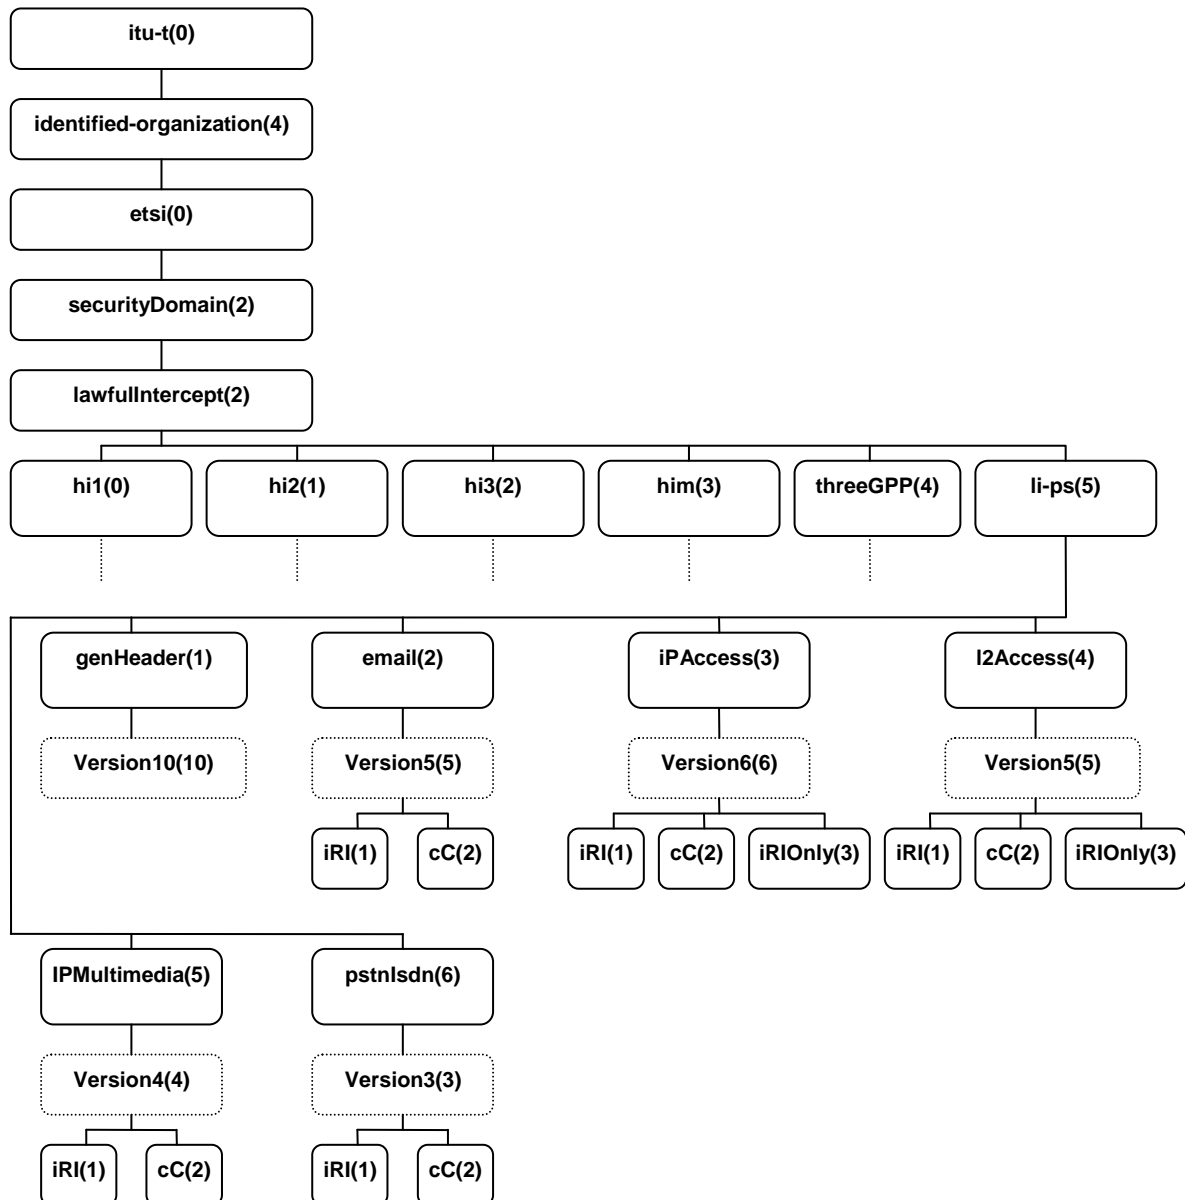 itu-t(0)
identified-organization(4)
etsi(0)
securityDomain(2)
lawfulIntercept(2)
hi1(0) hi2(1) hi3(2) him(3) threeGPP(4) li-ps(5)
genHeader(1) email(2) iPAccess(3) l2Access(4)
Version10(10) Version5(5) Version6(6) Version5(5)
iRI(1) cC(2) iRI(1) cC(2) iRIOnly(3) iRI(1) cC(2) iRIOnly(3)
IPMultimedia(5) pstnIsdn(6)
Version4(4) Version3(3)
iRI(1) cC(2) iRI(1) cC(2)